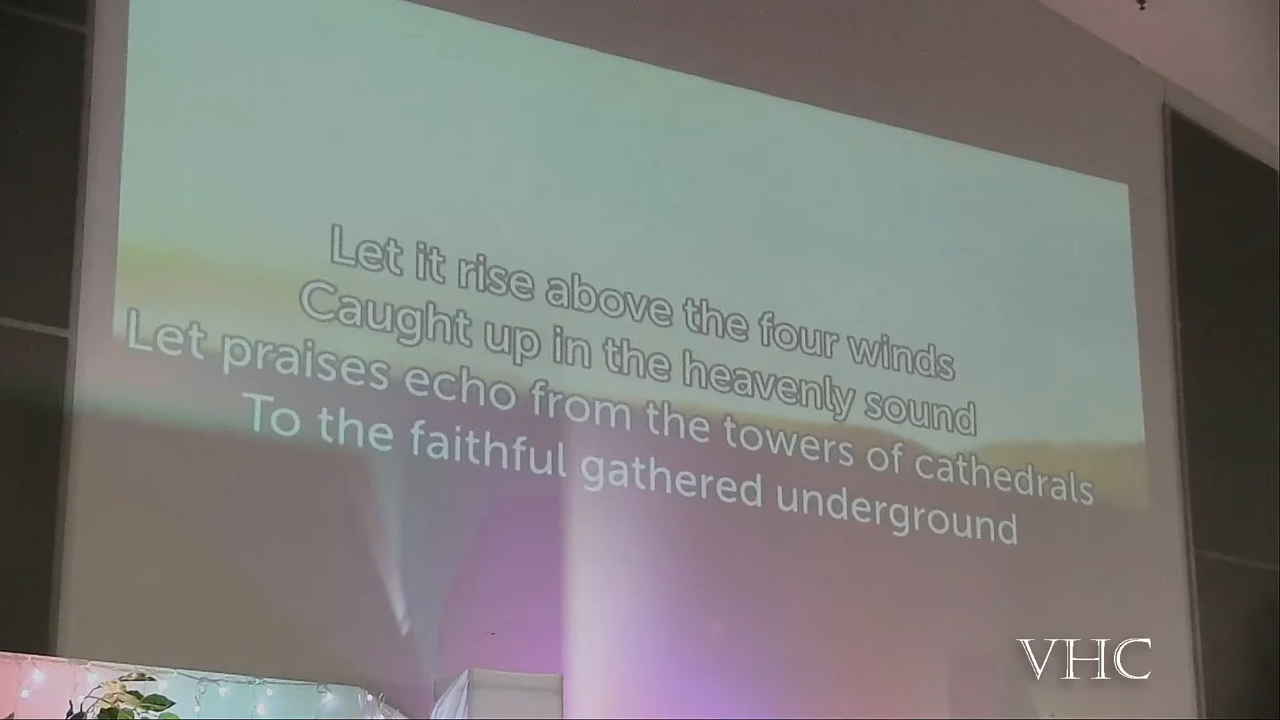 Let it rise above the four winds
Caught up in the heavenly sound
Let praises echo from the towers of cathedrals
To the faithful gathered underground
VHC